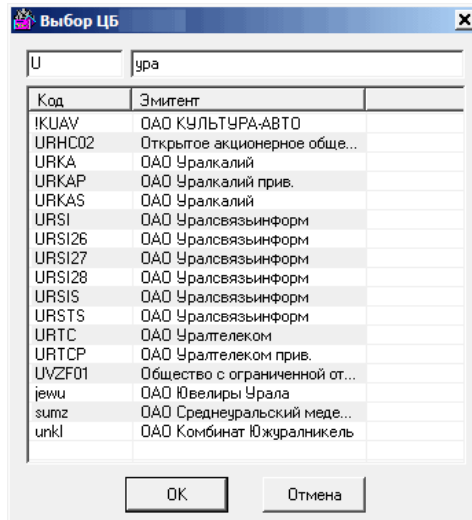 Выбор ЦБ
U ура
Код Эмитент
!KUAV ОАО КУЛЬТУРА-АВТО
URHC02 Открытое акционерное обще...
URKA ОАО Уралкалий
URKAP ОАО Уралкалий прив.
URKAS ОАО Уралкалий
URSI ОАО Уралсвязьинформ
URSI26 ОАО Уралсвязьинформ
URSI27 ОАО Уралсвязьинформ
URSI28 ОАО Уралсвязьинформ
URSIS ОАО Уралсвязьинформ
URSTS ОАО Уралсвязьинформ
URTC ОАО Уралтелеком
URTCP ОАО Уралтелеком прив.
UVZF01 Общество с ограниченной от...
jewu ОАО Ювелиры Урала
sumz ОАО Среднеуральский меде...
unkl ОАО Комбинат Южуралникель
OK Отмена